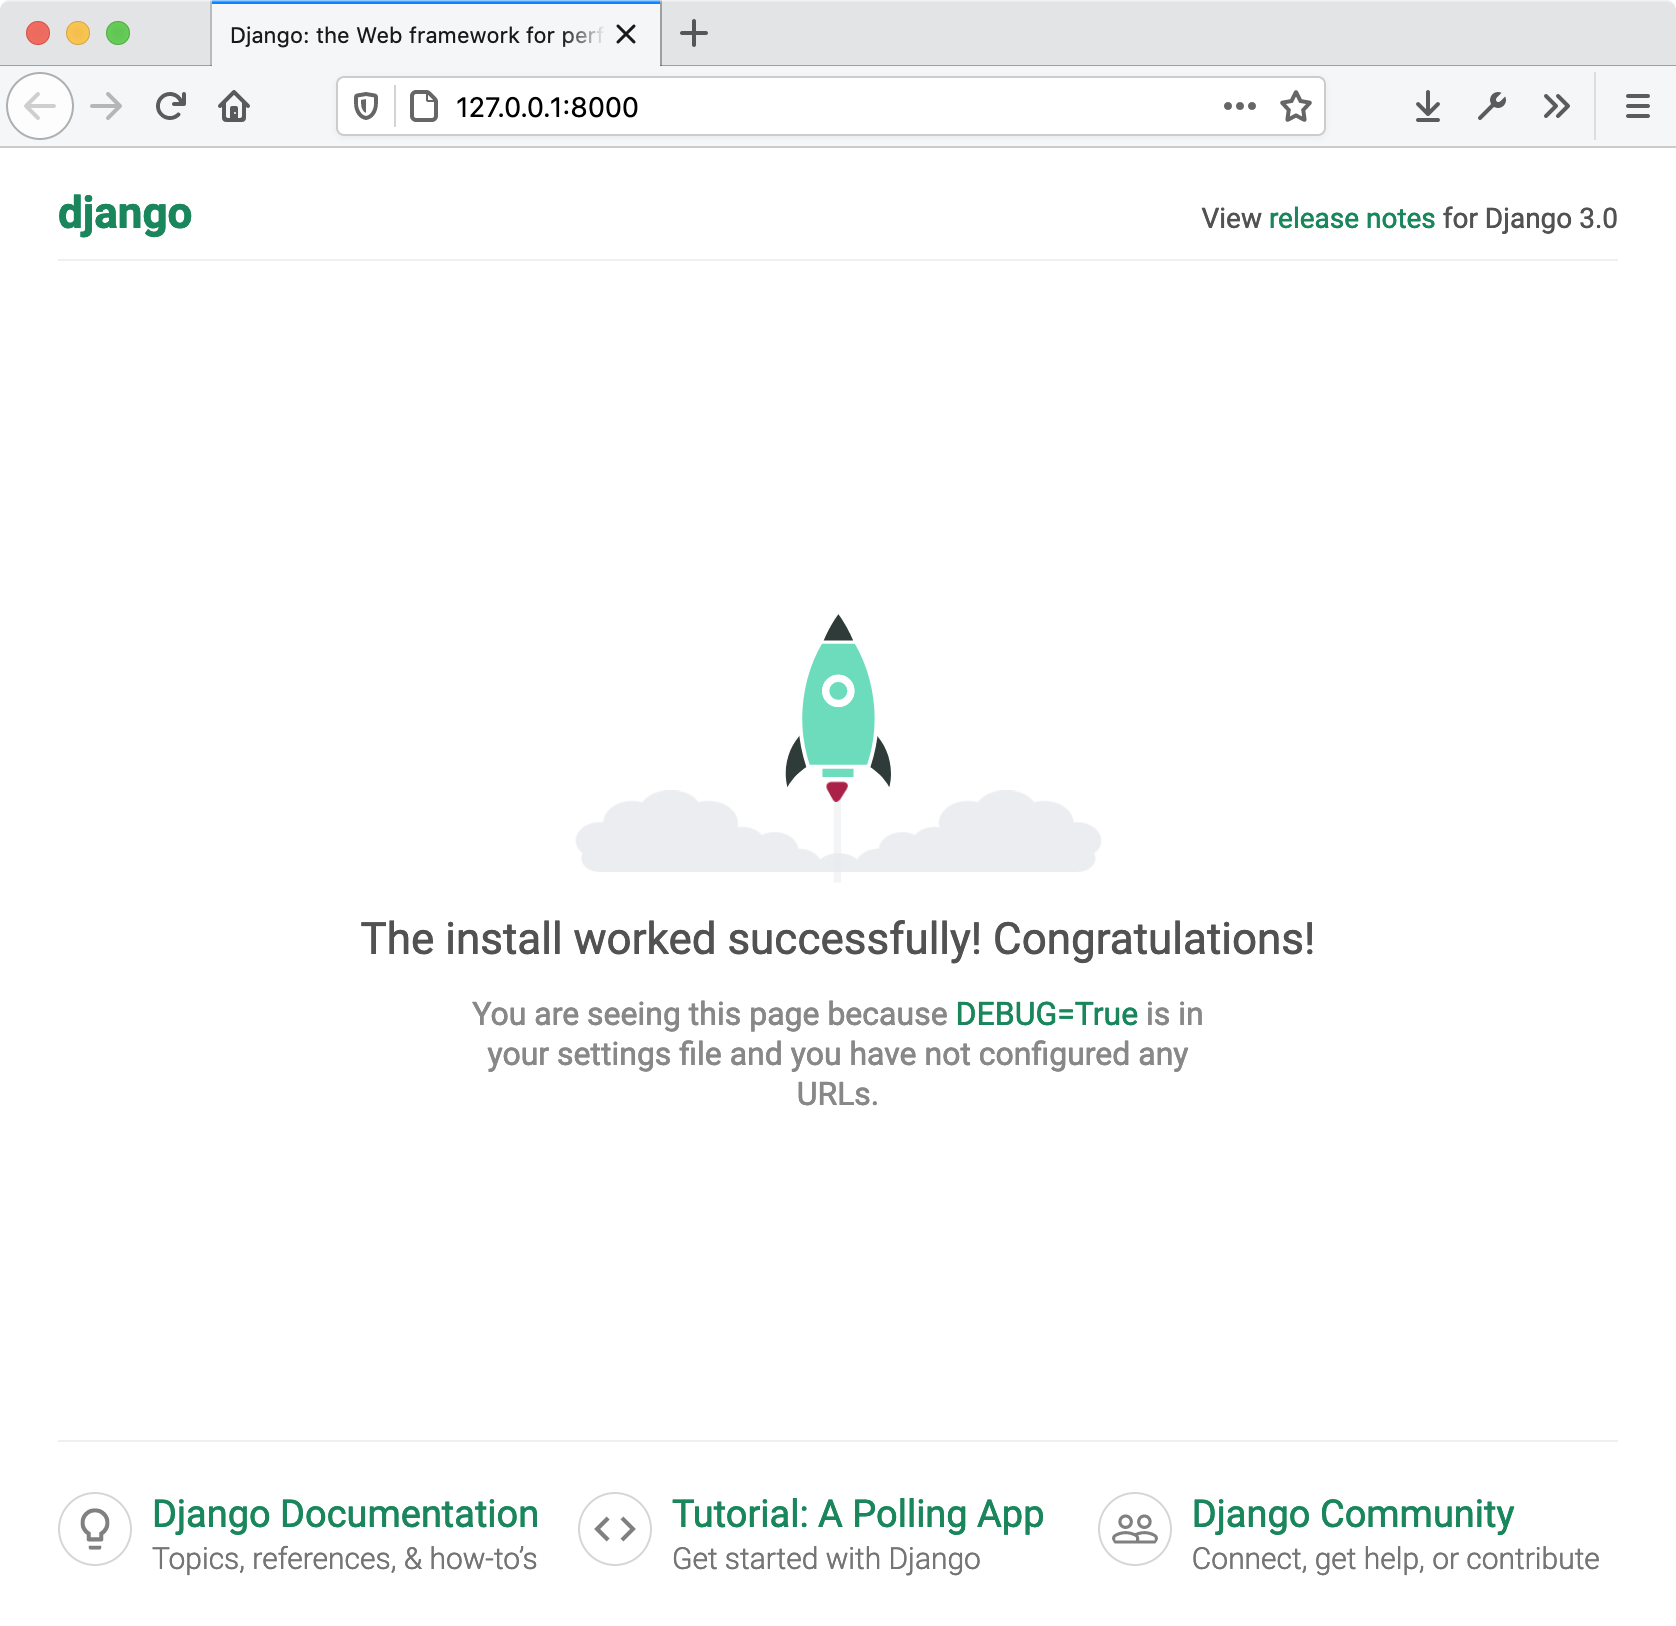 Django: the Web framework for perf
127.0.0.1:8000
django
View release notes for Django 3.0
The install worked successfully! Congratulations!
You are seeing this page because DEBUG=True is in
your settings file and you have not configured any
URLs.
Django Documentation
Topics, references, & how-to’s
Tutorial: A Polling App
Get started with Django
Django Community
Connect, get help, or contribute